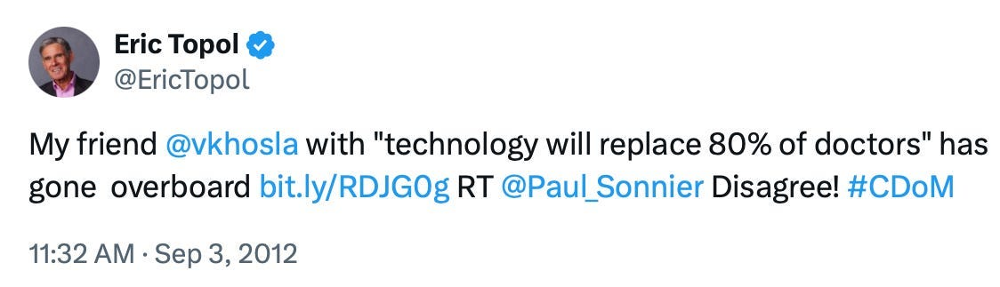 Eric Topol
@EricTopol
My friend @vkhosla with "technology will replace 80% of doctors" has
gone  overboard bit.ly/RDJG0g RT @Paul_Sonnier Disagree! #CDoM
11:32 AM · Sep 3, 2012